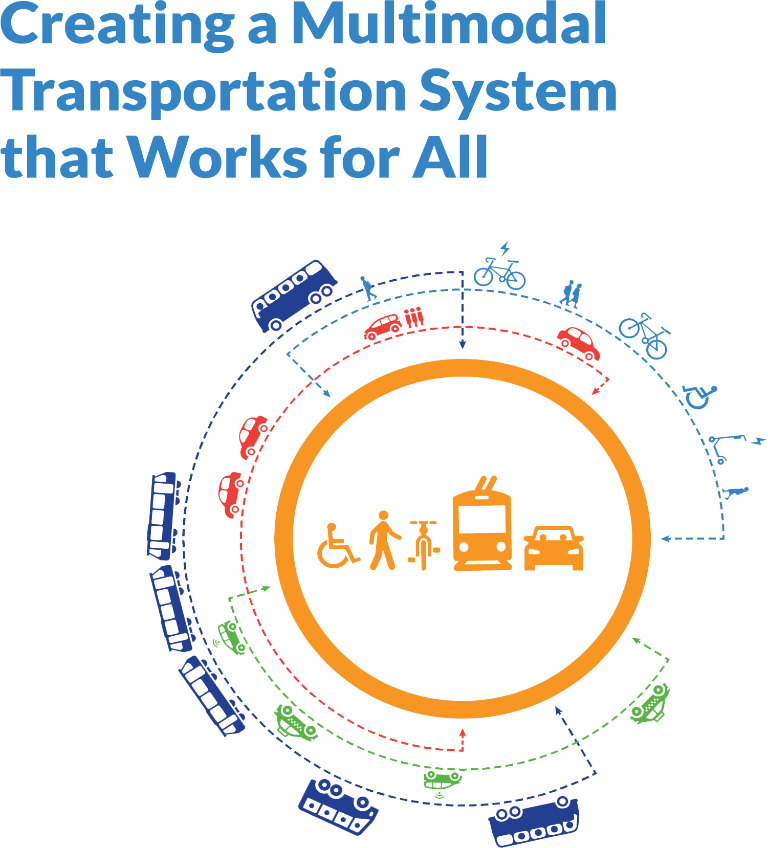 Creating a Multimodal
Transportation System
that Works for All